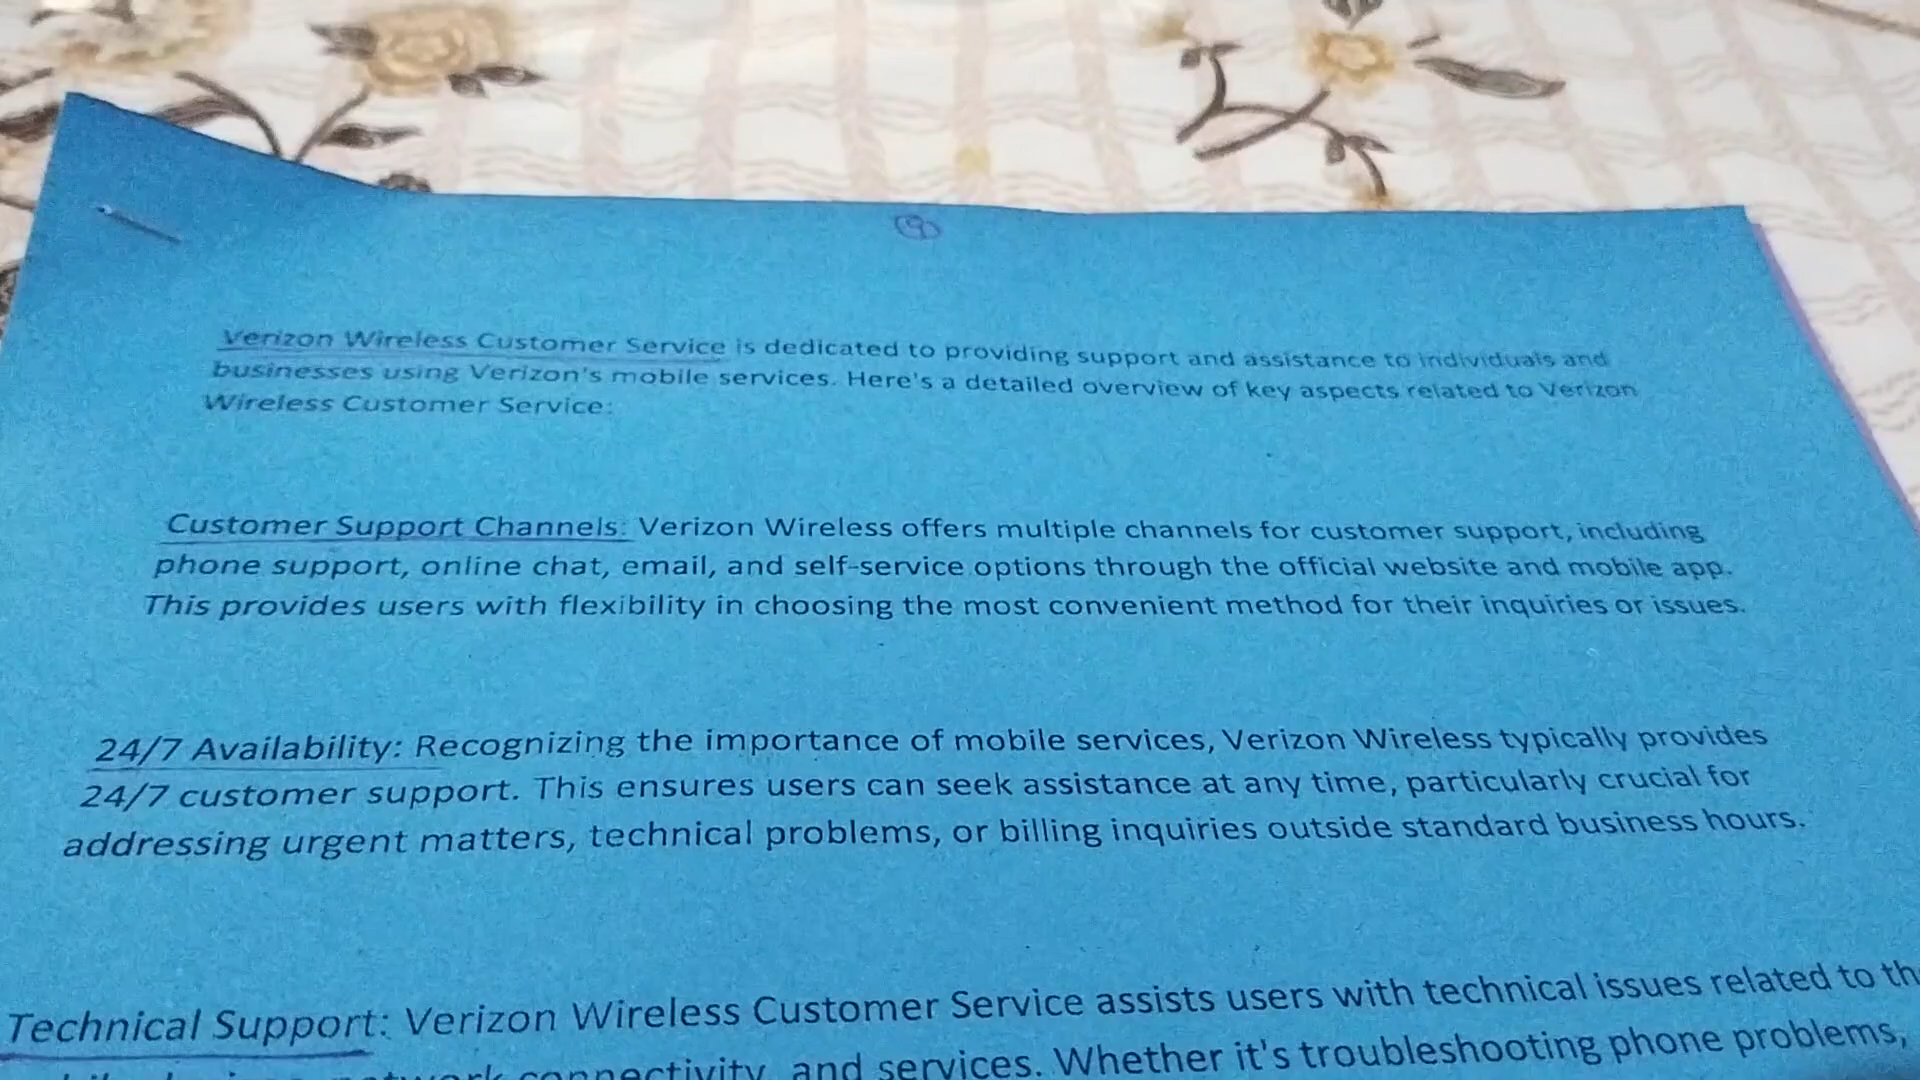 Verizon Wireless Customer Service is dedicated to providing support and assistance to individuals and
businesses using Verizon's mobile services. Here's a detailed overview of key aspects related to Verizon
Wireless Customer Service:
Customer Support Channels: Verizon Wireless offers multiple channels for customer support, including
phone support, online chat, email, and self-service options through the official website and mobile app.
This provides users with flexibility in choosing the most convenient method for their inquiries or issues.
24/7 Availability: Recognizing the importance of mobile services, Verizon Wireless typically provides
24/7 customer support. This ensures users can seek assistance at any time, particularly crucial for
addressing urgent matters, technical problems, or billing inquiries outside standard business hours.
Technical Support: Verizon Wireless Customer Service assists users with technical issues related to
connectivity, and services. Whether it's troubleshooting phone problems,